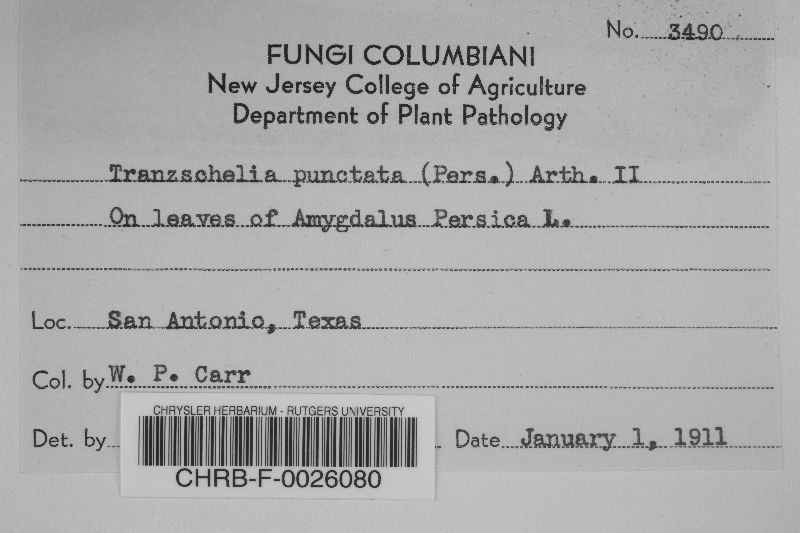 No. 3490
FUNGI COLUMBIANI
New Jersey College of Agriculture
Department of Plant Pathology
Tranzschelia punctata (Pers.) Arth. II
On leaves of Amygdalus Persica L.
Loc. San Antonio, Texas
Col. by W. P. Carr
CHRYSLER HERBARIUM - RUTGERS UNIVERSITY
Det. by Date January 1, 1911
CHRB-F-0026080